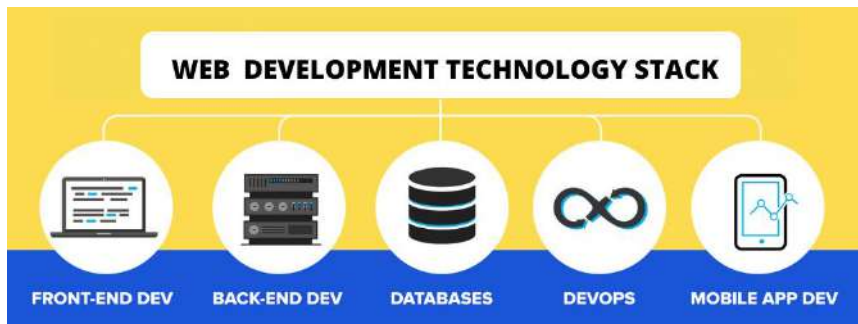 WEB DEVELOPMENT TECHNOLOGY STACK
FRONT-END DEV
BACK-END DEV
DATABASES
DEVOPS
MOBILE APP DEV